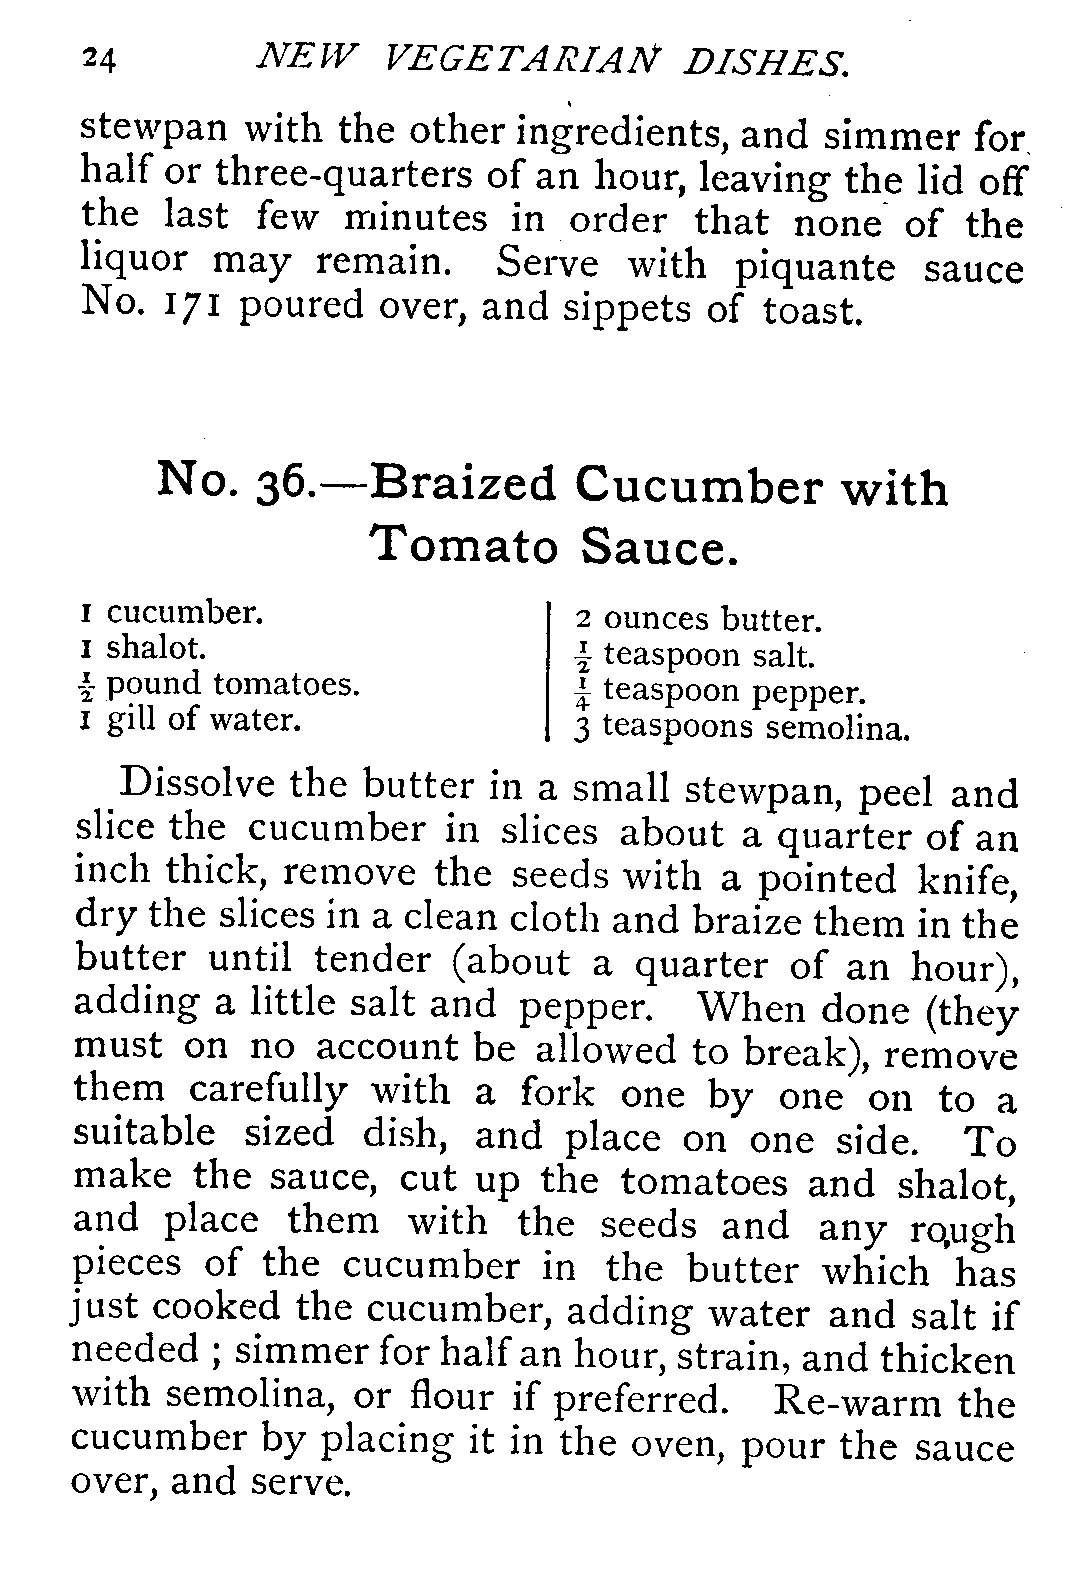 24 NEW VEGETARIAN DISHES.
stewpan with the other ingredients, and simmer for
half or three-quarters of an hour, leaving the lid off
the last few minutes in order that none of the
liquor may remain. Serve with piquante sauce
No. 171 poured over, and sippets of toast.
No. 36.—Braized Cucumber with
Tomato Sauce.
1 cucumber.
1 shalot.
½ pound tomatoes.
1 gill of water.
2 ounces butter.
½ teaspoon salt.
¼ teaspoon pepper.
3 teaspoons semolina.
Dissolve the butter in a small stewpan, peel and
slice the cucumber in slices about a quarter of an
inch thick, remove the seeds with a pointed knife,
dry the slices in a clean cloth and braize them in the
butter until tender (about a quarter of an hour),
adding a little salt and pepper. When done (they
must on no account be allowed to break), remove
them carefully with a fork one by one on to a
suitable sized dish, and place on one side. To
make the sauce, cut up the tomatoes and shalot,
and place them with the seeds and any rough
pieces of the cucumber in the butter which has
just cooked the cucumber, adding water and salt if
needed ; simmer for half an hour, strain, and thicken
with semolina, or flour if preferred. Re-warm the
cucumber by placing it in the oven, pour the sauce
over, and serve.